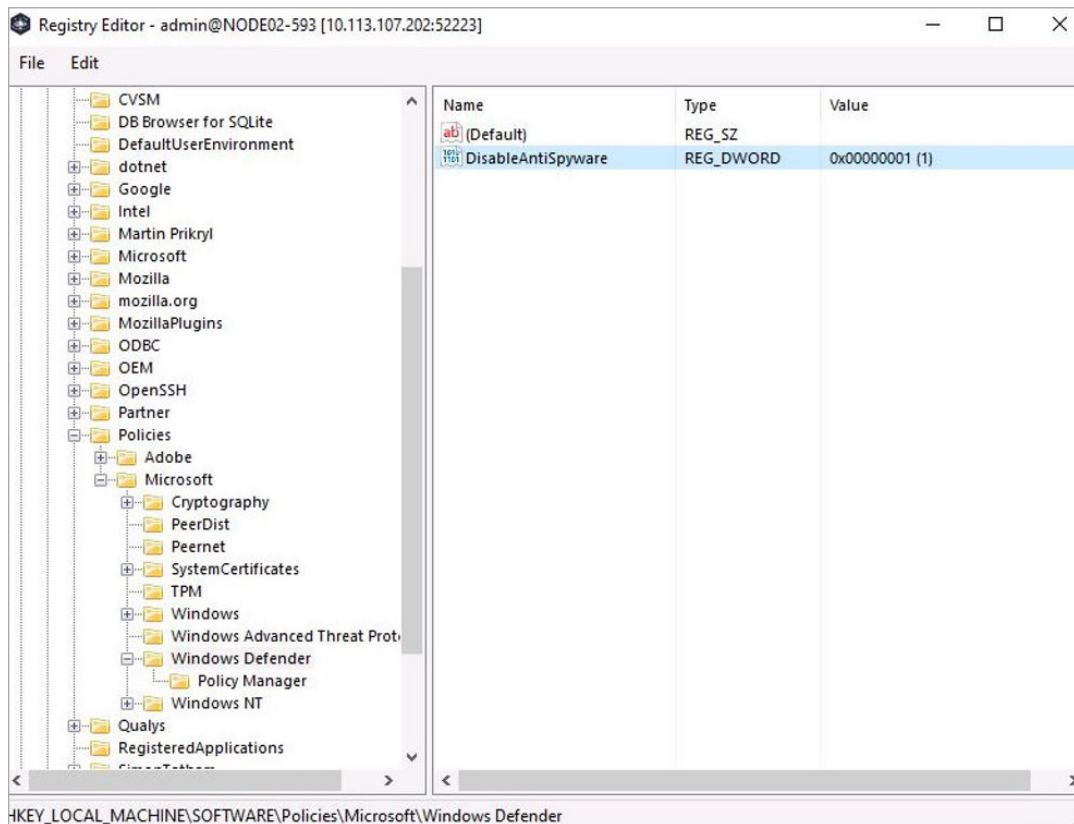 Registry Editor - admin@NODE02-593 [10.113.107.202:52223]
File Edit
CVSM
DB Browser for SQLite
DefaultUserEnvironment
dotnet
Google
Intel
Martin Prikryl
Microsoft
Mozilla
mozilla.org
MozillaPlugins
ODBC
OEM
OpenSSH
Partner
Policies
Adobe
Microsoft
Cryptography
PeerDist
Peernet
SystemCertificates
TPM
Windows
Windows Advanced Threat Prot
Windows Defender
Policy Manager
Windows NT
Qualys
RegisteredApplications
Name Type Value
(Default) REG_SZ
DisableAntiSpyware REG_DWORD 0x00000001 (1)
HKEY_LOCAL_MACHINE\SOFTWARE\Policies\Microsoft\Windows Defender